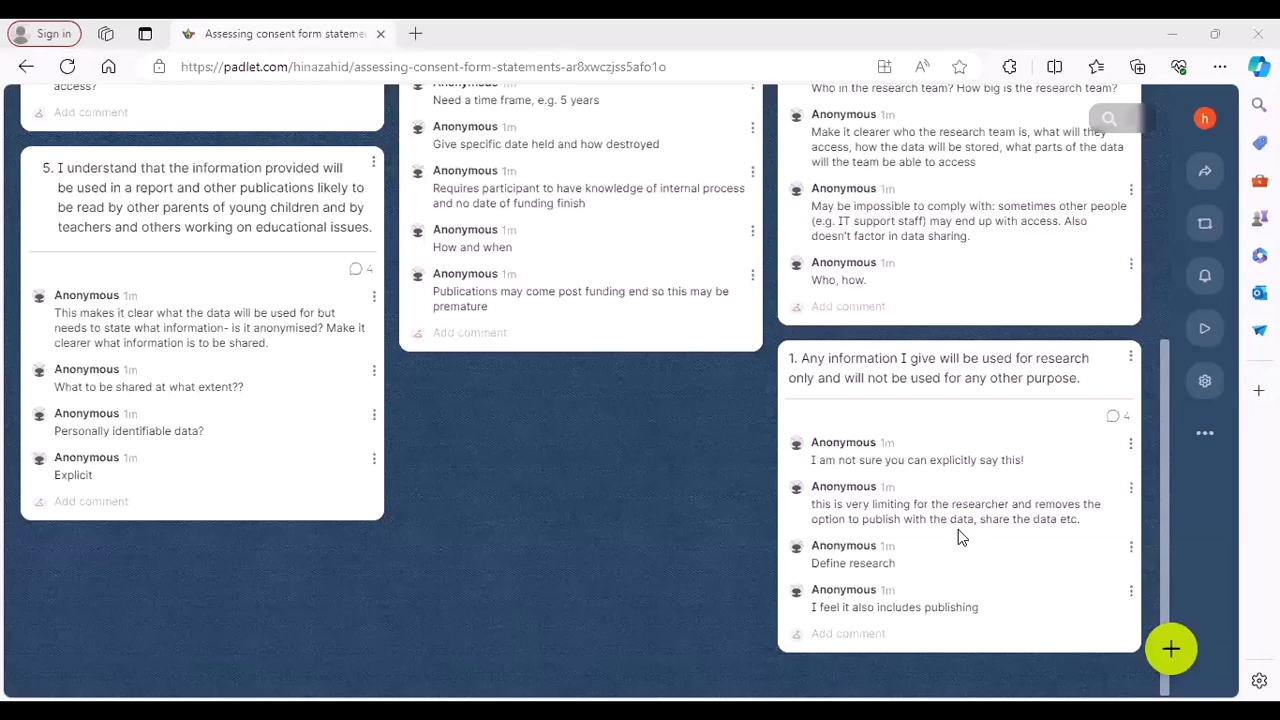 Sign in
Assessing consent form stateme
https://padlet.com/hinazahid/assessing-consent-form-statements-ar8xwczjss5afo1o
access?
Add comment
5. I understand that the information provided will
be used in a report and other publications likely to
be read by other parents of young children and by
teachers and others working on educational issues.
4
Anonymous 1m
This makes it clear what the data will be used for but
needs to state what information- is it anonymised? Make it
clearer what information is to be shared.
Anonymous 1m
What to be shared at what extent??
Anonymous 1m
Personally identifiable data?
Anonymous 1m
Explicit
Add comment
Anonymous 1m
Need a time frame, e.g. 5 years
Anonymous 1m
Give specific date held and how destroyed
Anonymous 1m
Requires participant to have knowledge of internal process
and no date of funding finish
Anonymous 1m
How and when
Anonymous 1m
Publications may come post funding end so this may be
premature
Add comment
Who in the research team? How big is the research team?
Anonymous 1m
Make it clearer who the research team is, what will they
access, how the data will be stored, what parts of the data
will the team be able to access
Anonymous 1m
May be impossible to comply with: sometimes other people
(e.g. IT support staff) may end up with access. Also
doesn't factor in data sharing.
Anonymous 1m
Who, how.
Add comment
1. Any information I give will be used for research
only and will not be used for any other purpose.
4
Anonymous 1m
I am not sure you can explicitly say this!
Anonymous 1m
this is very limiting for the researcher and removes the
option to publish with the data, share the data etc.
Anonymous 1m
Define research
Anonymous 1m
I feel it also includes publishing
Add comment
h